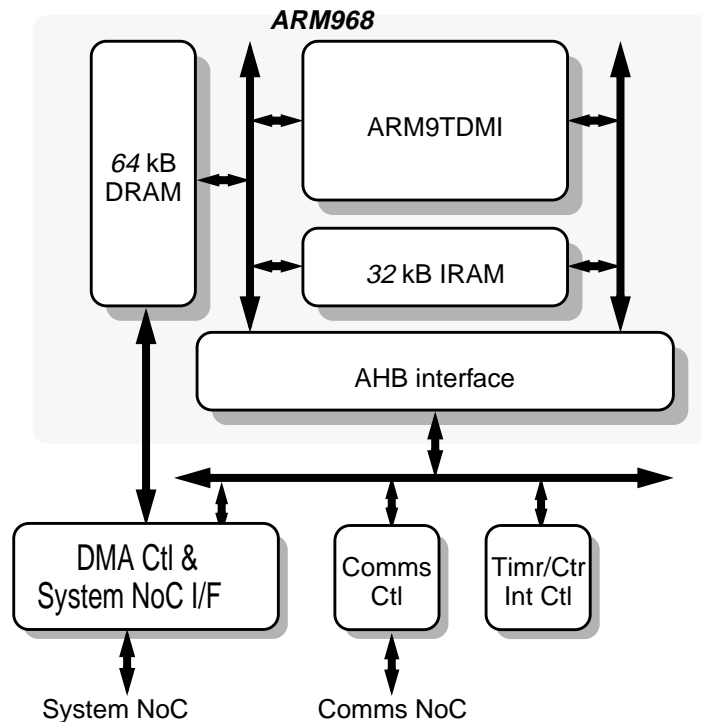 ARM968
64 kB
DRAM
ARM9TDMI
32 kB IRAM
AHB interface
DMA Ctl &
System NoC I/F
Comms
Ctl
Timr/Ctr
Int Ctl
System NoC
Comms NoC